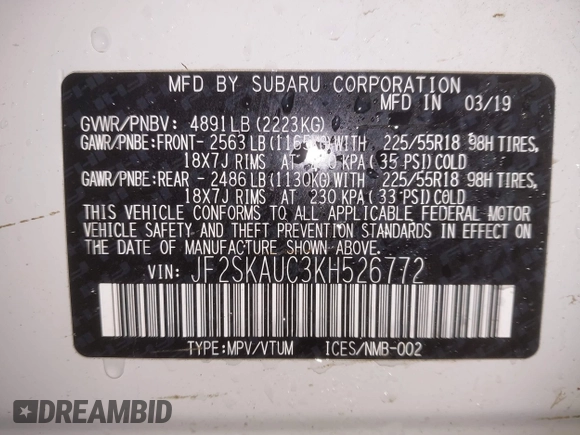 MFD BY SUBARU CORPORATION
MFD IN 03/19
GVWR/PNBV: 4891LB(2223KG)
GAWR/PNBE:FRONT- 2563LB(1165KG)WITH 225/55R18 98H TIRES,
18X7J RIMS AT KPA(35 PSI)COLD
GAWR/PNBE:REAR - 2486LB(1130KG)WITH 225/55R18 98H TIRES,
18X7J RIMS AT 230 KPA(33 PSI)COLD
THIS VEHICLE CONFORMS TO ALL APPLICABLE FEDERAL MOTOR
VEHICLE SAFETY AND THEFT PREVENTION STANDARDS IN EFFECT
ON THE DATE OF MANUFACTURE SHOWN ABOVE.
VIN: JF2SKAUC3KH526772
TYPE:MPV/VTUM ICES/NMB-002
DREAMBID